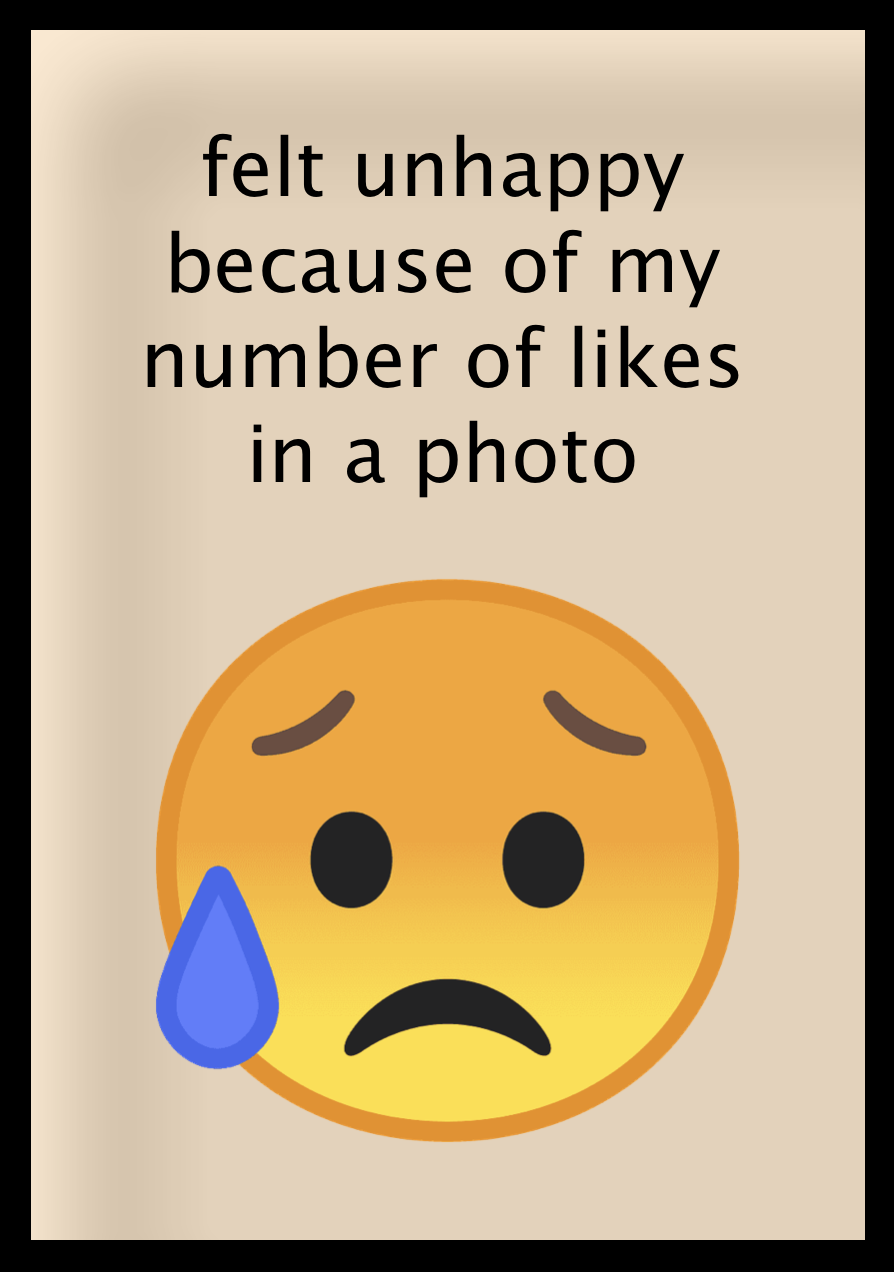 felt unhappy
because of my
number of likes
in a photo